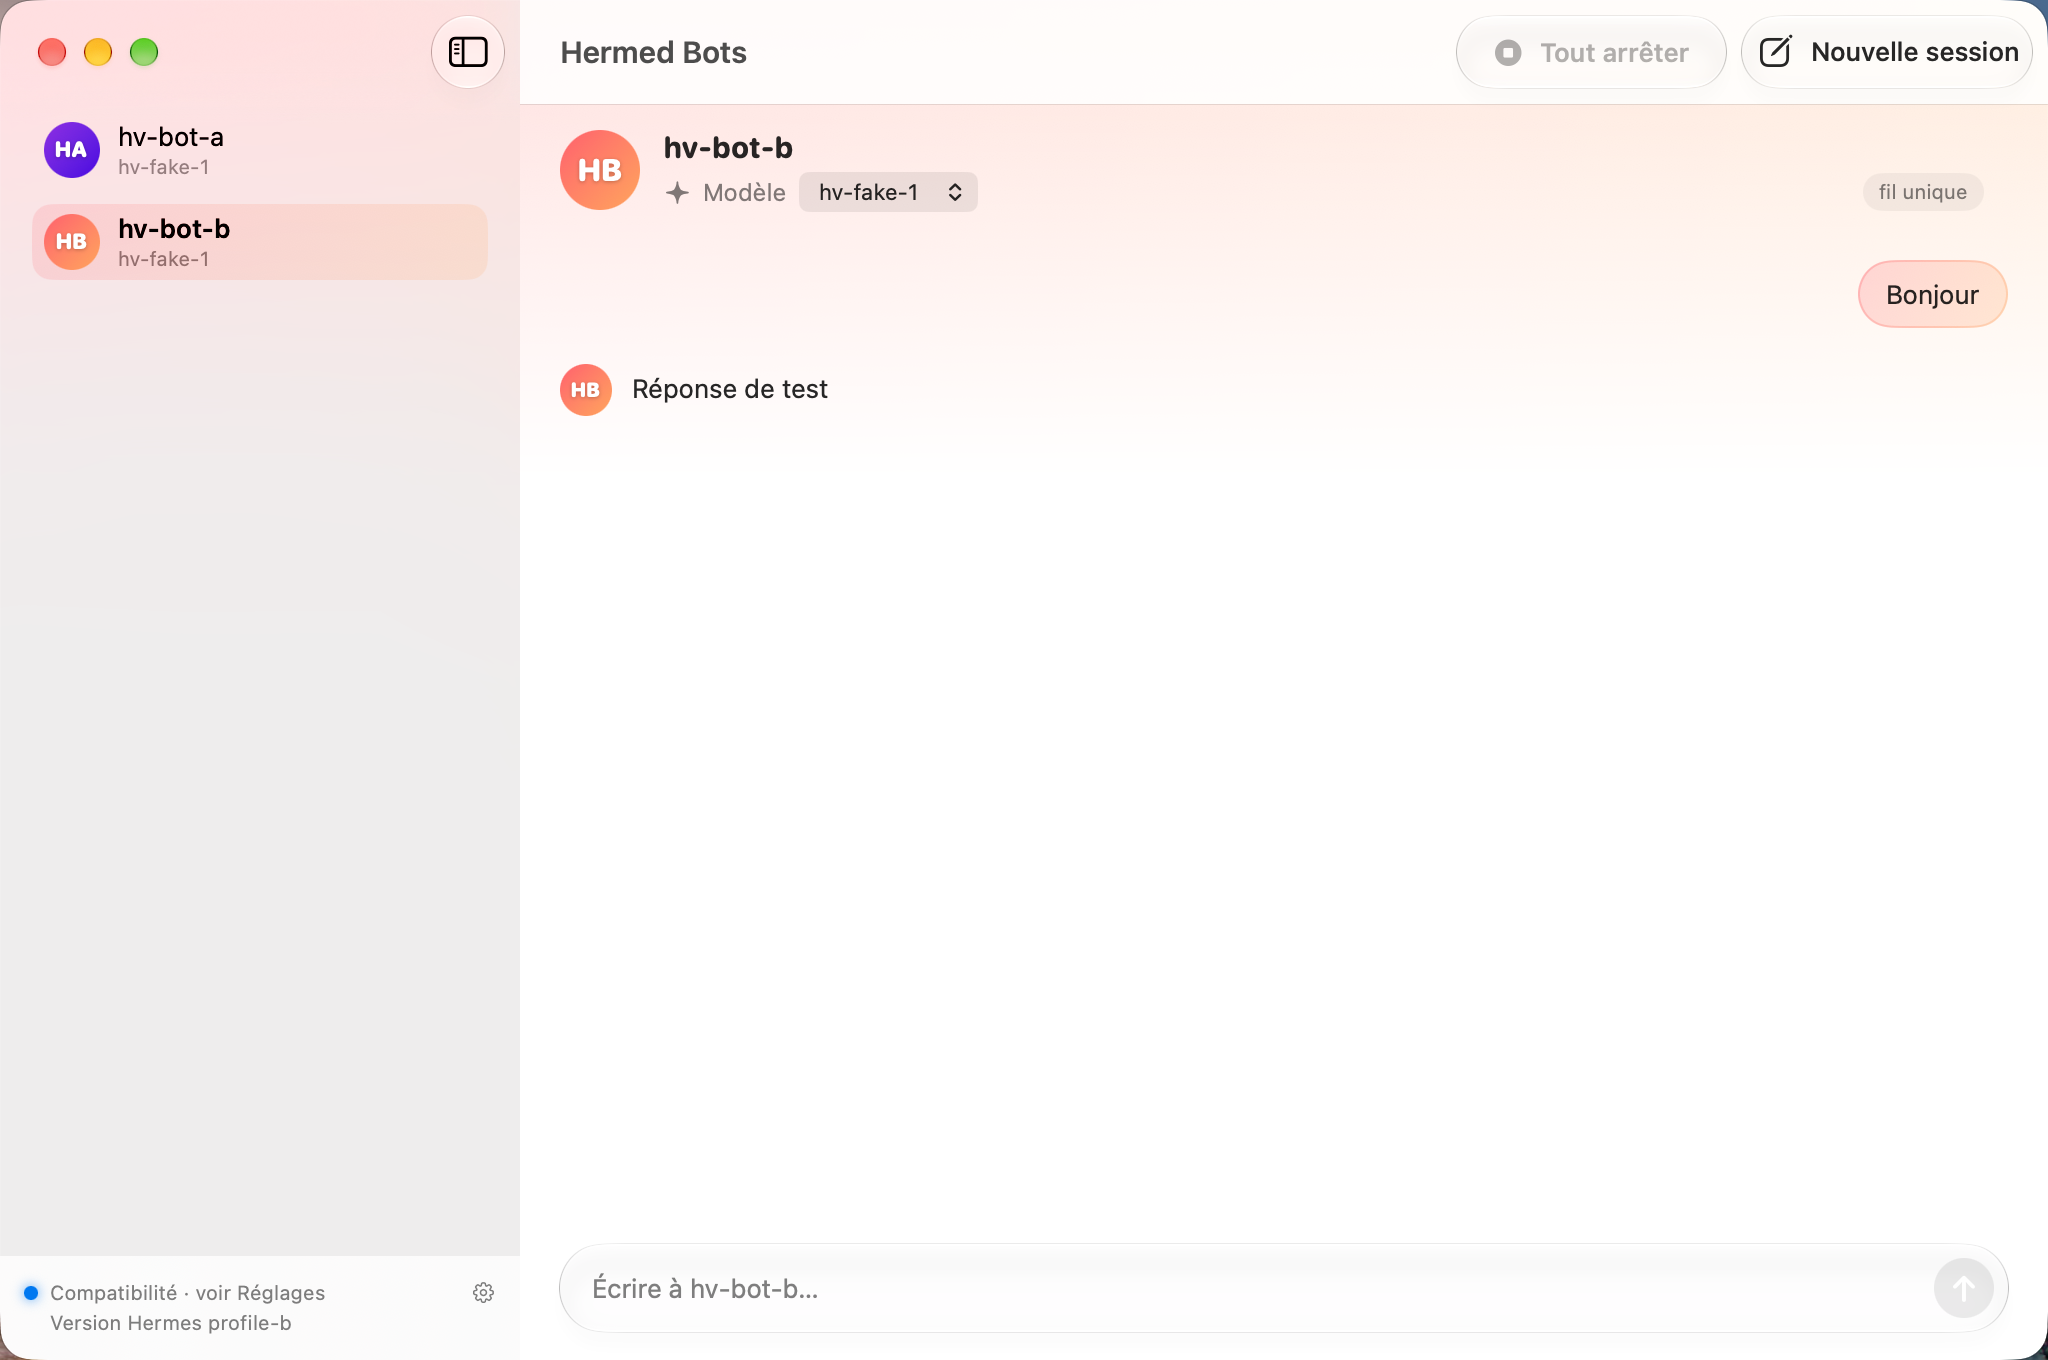 Hermed Bots
Tout arrêter
Nouvelle session
HA
hv-bot-a
hv-fake-1
HB
hv-bot-b
hv-fake-1
HB
hv-bot-b
Modèle
hv-fake-1
fil unique
Bonjour
HB
Réponse de test
Écrire à hv-bot-b...
Compatibilité · voir Réglages
Version Hermes profile-b